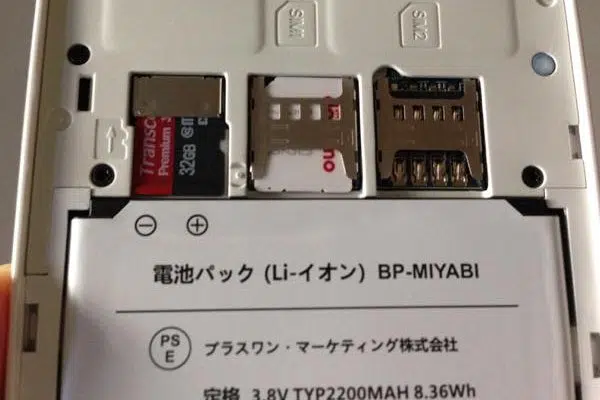 SIM1
SIM2
Transc
Premium
32GB
電池パック (Li-イオン) BP-MIYABI
PS
E
プラスワン・マーケティング株式会社
定格 3.8V TYP2200MAH 8.36Wh